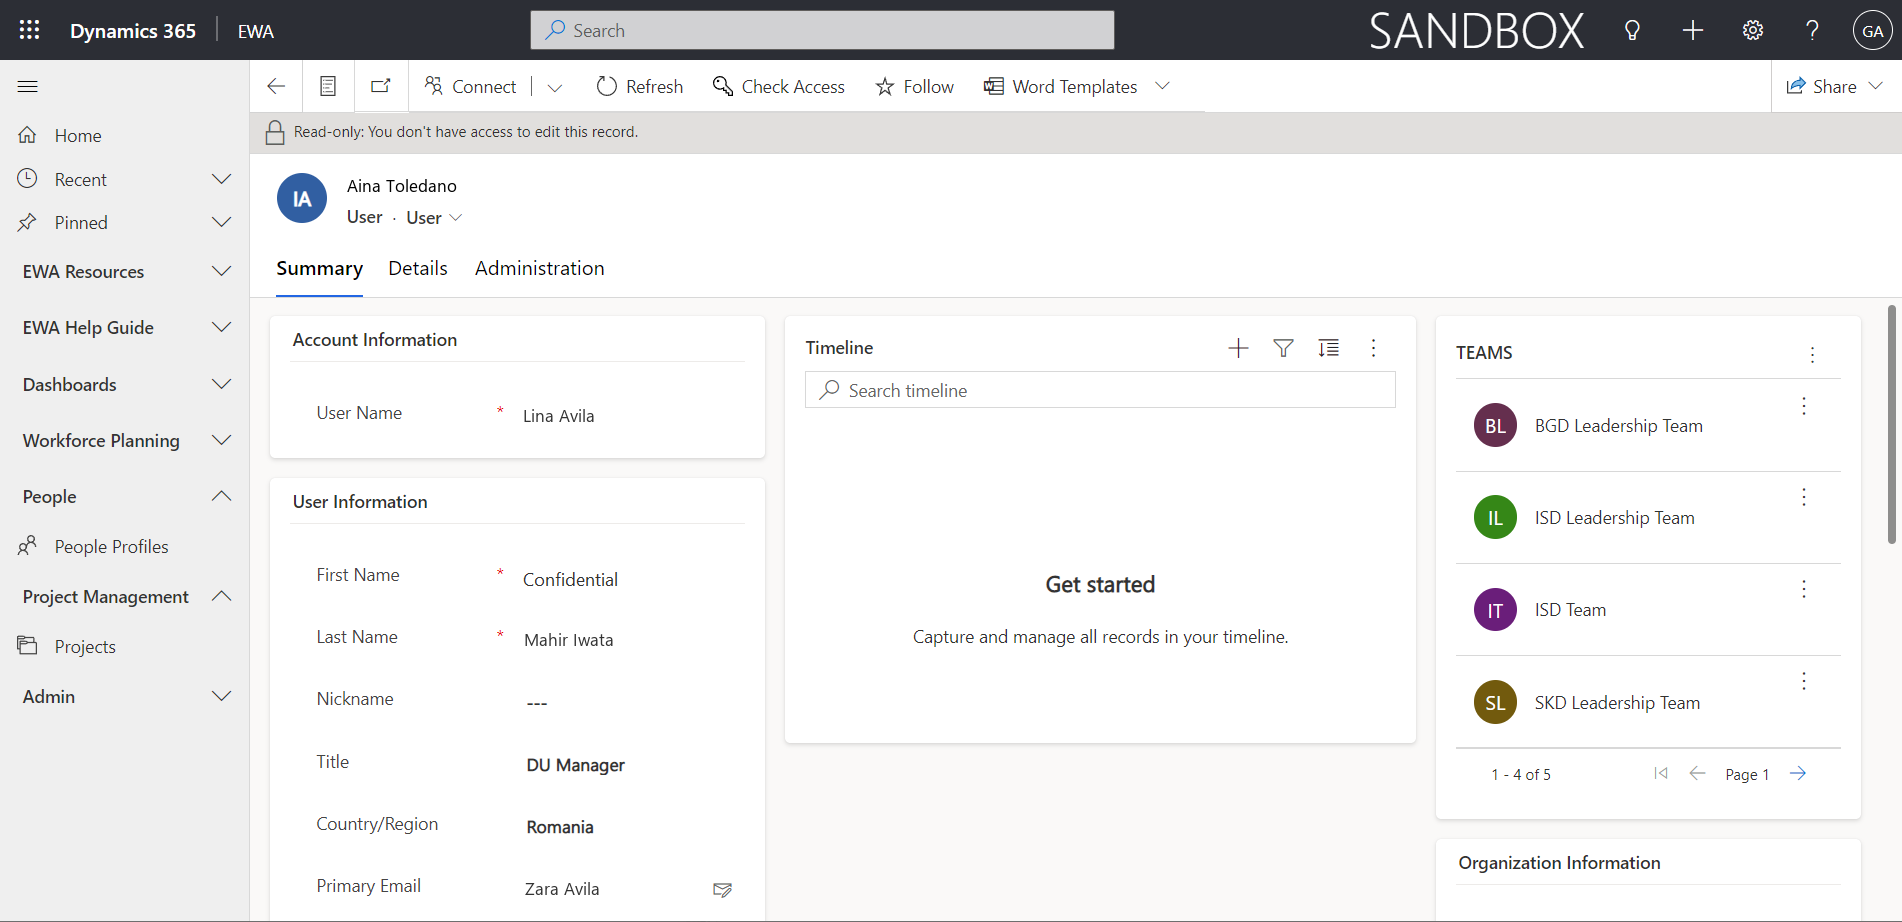 Dynamics 365
EWA
Search
SANDBOX
GA
Connect
Refresh
Check Access
Follow
Word Templates
Share
Home
Recent
Pinned
EWA Resources
EWA Help Guide
Dashboards
Workforce Planning
People
People Profiles
Project Management
Projects
Admin
Read-only: You don't have access to edit this record.
IA
Aina Toledano
User · User
Summary
Details
Administration
Account Information
User Name * Lina Avila
User Information
First Name * Confidential
Last Name * Mahir Iwata
Nickname ---
Title DU Manager
Country/Region Romania
Primary Email Zara Avila
Timeline
Search timeline
Get started
Capture and manage all records in your timeline.
TEAMS
BL BGD Leadership Team
IL ISD Leadership Team
IT ISD Team
SL SKD Leadership Team
1 - 4 of 5
Page 1
Organization Information